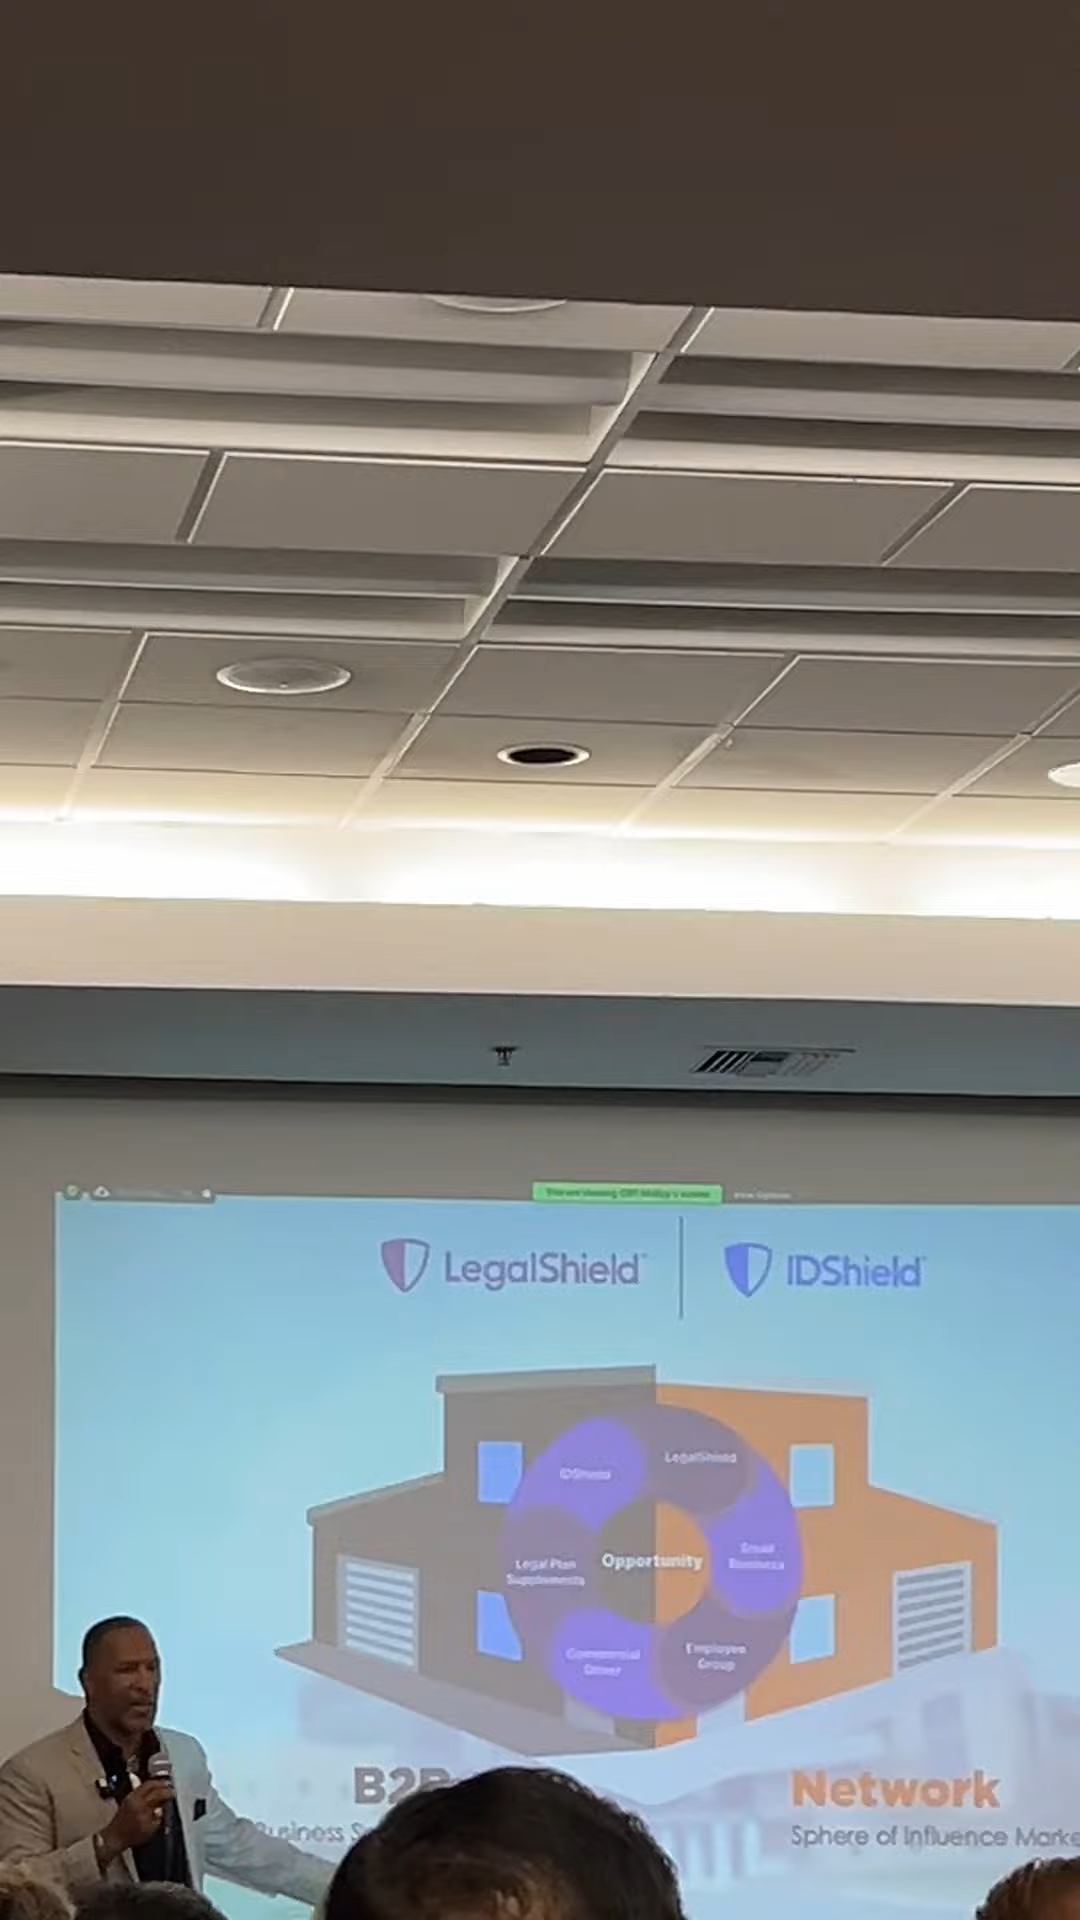 LegalShield
IDShield
LegalShield
IDShield
Small
Business
Opportunity
Legal Plan
Supplements
Employee
Group
Commercial
Driver
B2B
Network
Business
Sphere of Influence